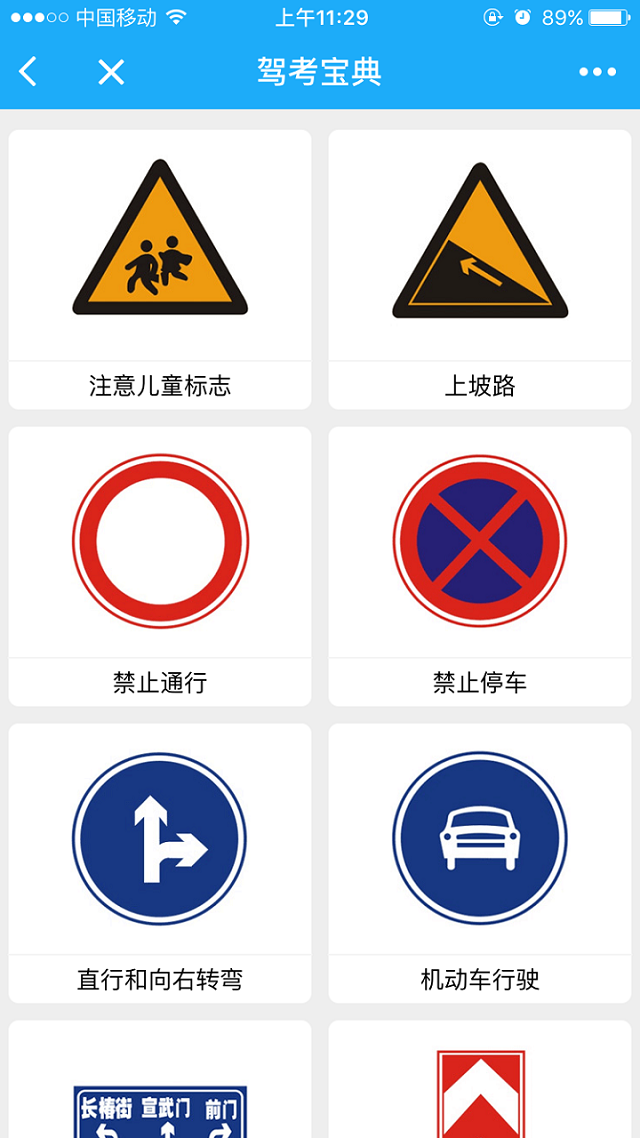 中国移动 上午11:29 89%
驾考宝典
注意儿童标志 上坡路
禁止通行 禁止停车
直行和向右转弯 机动车行驶
长椿街 宣武门 前门